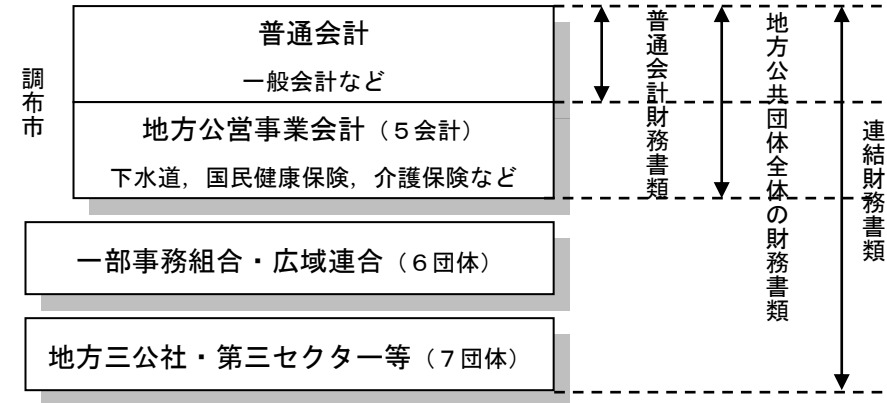 調布市
普通会計
一般会計など
地方公営事業会計（５会計）
下水道，国民健康保険，介護保険など
一部事務組合・広域連合（６団体）
地方三公社・第三セクター等（７団体）
普通会計財務書類
地方公共団体全体の財務書類
連結財務書類